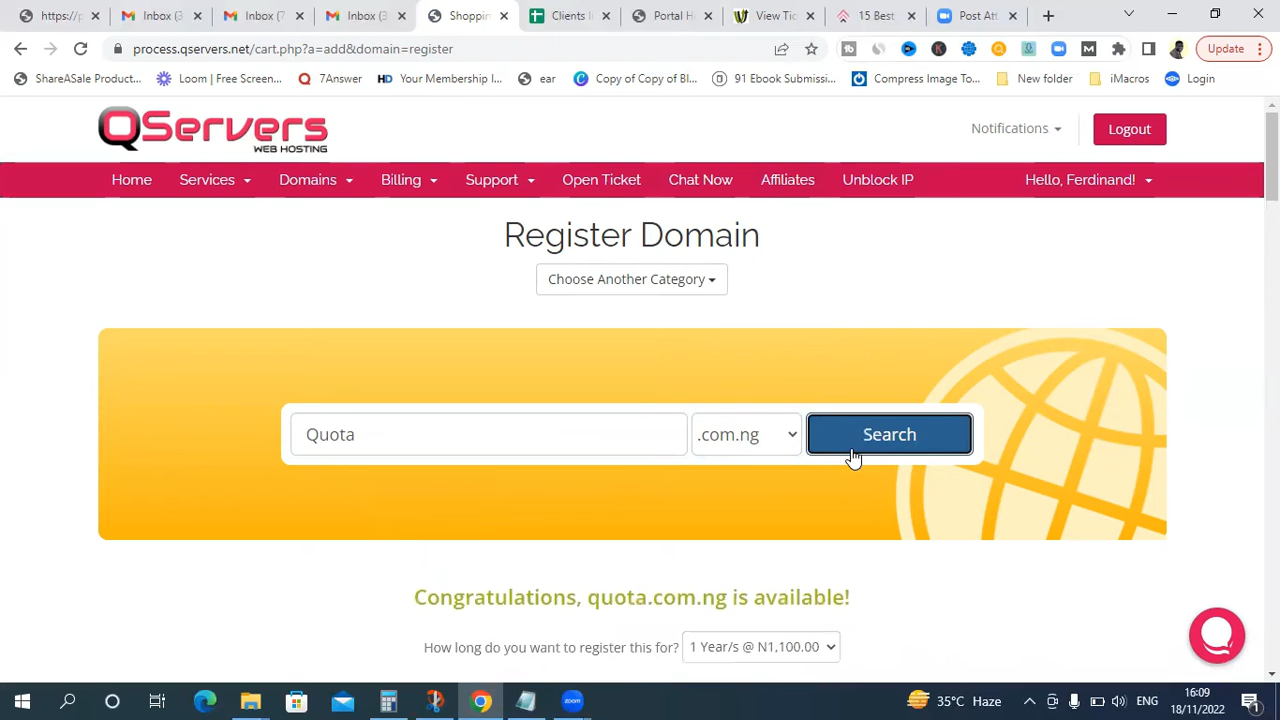 https://p
Inbox (3
Inbox(7
Inbox (3
Shoppin
Clients I
Portal H
View Tic
15 Best
Post Att
process.qservers.net/cart.php?a=add&domain=register
Update
ShareASale Product...
Loom | Free Screen...
7Answer
Your Membership I...
ear
Copy of Copy of Bl...
91 Ebook Submissi...
Compress Image To...
New folder
iMacros
Login
QServers
WEB HOSTING
Notifications
Logout
Home Services Domains Billing Support Open Ticket Chat Now Affiliates Unblock IP Hello, Ferdinand!
Register Domain
Choose Another Category
Quota .com.ng Search
Congratulations, quota.com.ng is available!
How long do you want to register this for? 1 Year/s @ N1,100.00
35°C Haze ENG 16:09
18/11/2022